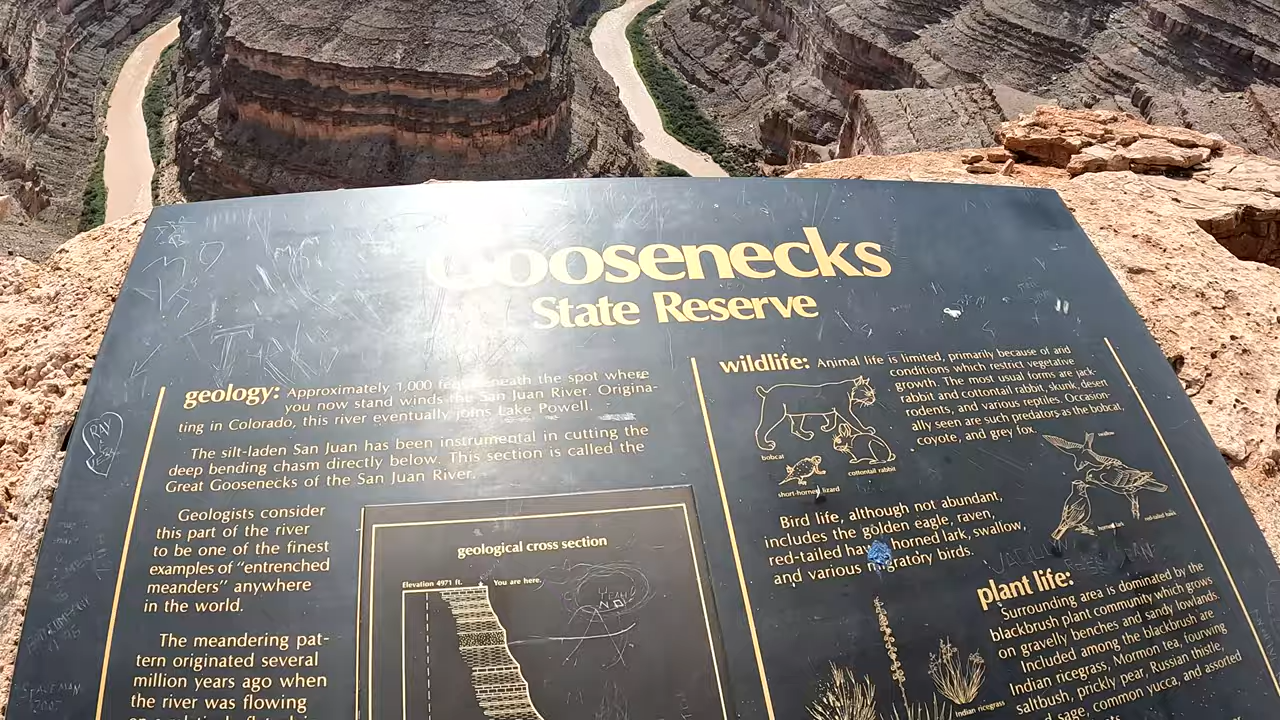 Goosenecks
State Reserve
geology: Approximately 1,000 feet beneath the spot where
you now stand winds the San Juan River. Origina-
ting in Colorado, this river eventually joins Lake Powell.
The silt-laden San Juan has been instrumental in cutting the
deep bending chasm directly below. This section is called the
Great Goosenecks of the San Juan River.
Geologists consider
this part of the river
to be one of the finest
examples of "entrenched
meanders" anywhere
in the world.
The meandering pat-
tern originated several
million years ago when
the river was flowing
geological cross section
Elevation 4971 ft.
You are here.
YEAH
NO!
RAY
wildlife: Animal life is limited, primarily because of arid
conditions which restrict vegetative
growth. The most usual forms are jack-
rabbit and cottontail rabbit, skunk, desert
rodents, and various reptiles. Occasion-
ally seen are such predators as the bobcat,
coyote, and grey fox.
bobcat
cottontail rabbit
short-horned lizard
swallow
horned lark
red-tailed hawk
Bird life, although not abundant,
includes the golden eagle, raven,
red-tailed hawk, horned lark, swallow,
and various migratory birds.
plant life:
Surrounding area is dominated by the
blackbrush plant community which grows
on gravelly benches and sandy lowlands.
Included among the blackbrush are
Indian ricegrass, Mormon tea, fourwing
saltbush, prickly pear, Russian thistle,
sage, common yucca, and assorted
Indian ricegrass